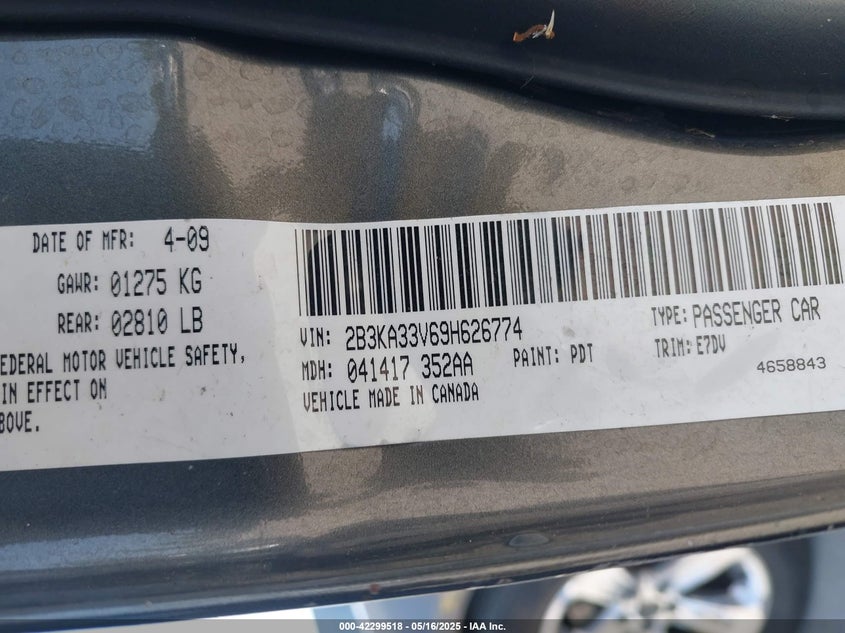 DATE OF MFR: 4-09
GAWR: 01275 KG
REAR: 02810 LB
FEDERAL MOTOR VEHICLE SAFETY,
IN EFFECT ON
ABOVE.
VIN: 2B3KA33V69H626774
TYPE: PASSENGER CAR
MDH: 041417 352AA
PAINT: PDT
TRIM: E7DV
VEHICLE MADE IN CANADA
4658843
000-42299518 - 05/16/2025 - IAA Inc.